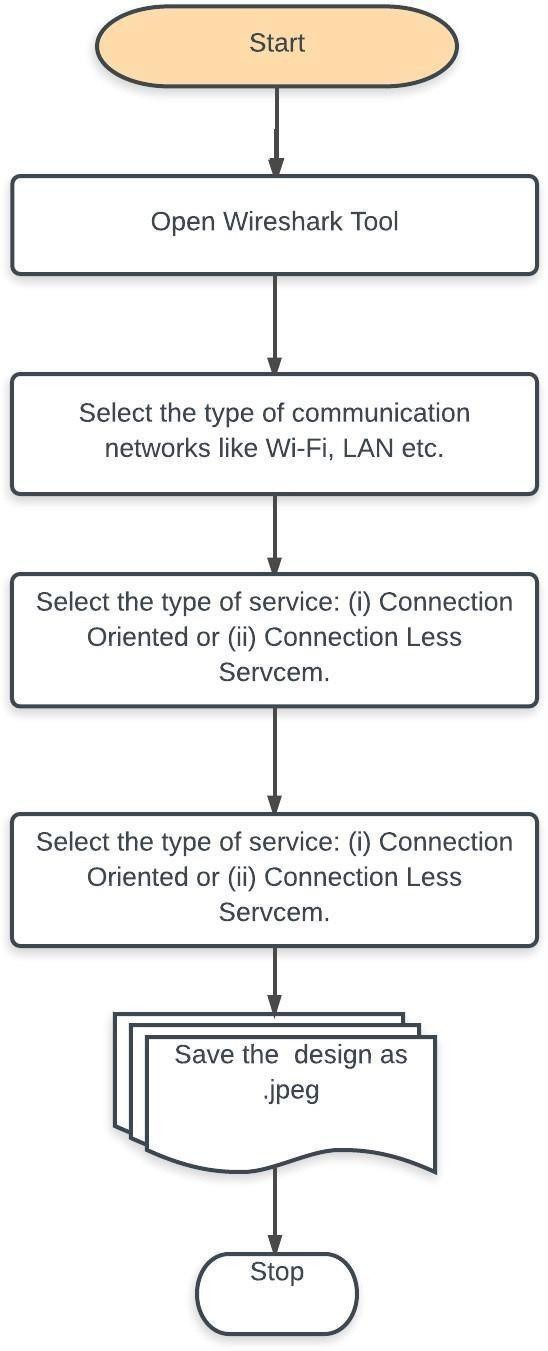 Start
Open Wireshark Tool
Select the type of communication
networks like Wi-Fi, LAN etc.
Select the type of service: (i) Connection
Oriented or (ii) Connection Less
Servcem.
Select the type of service: (i) Connection
Oriented or (ii) Connection Less
Servcem.
Save the  design as
.jpeg
Stop